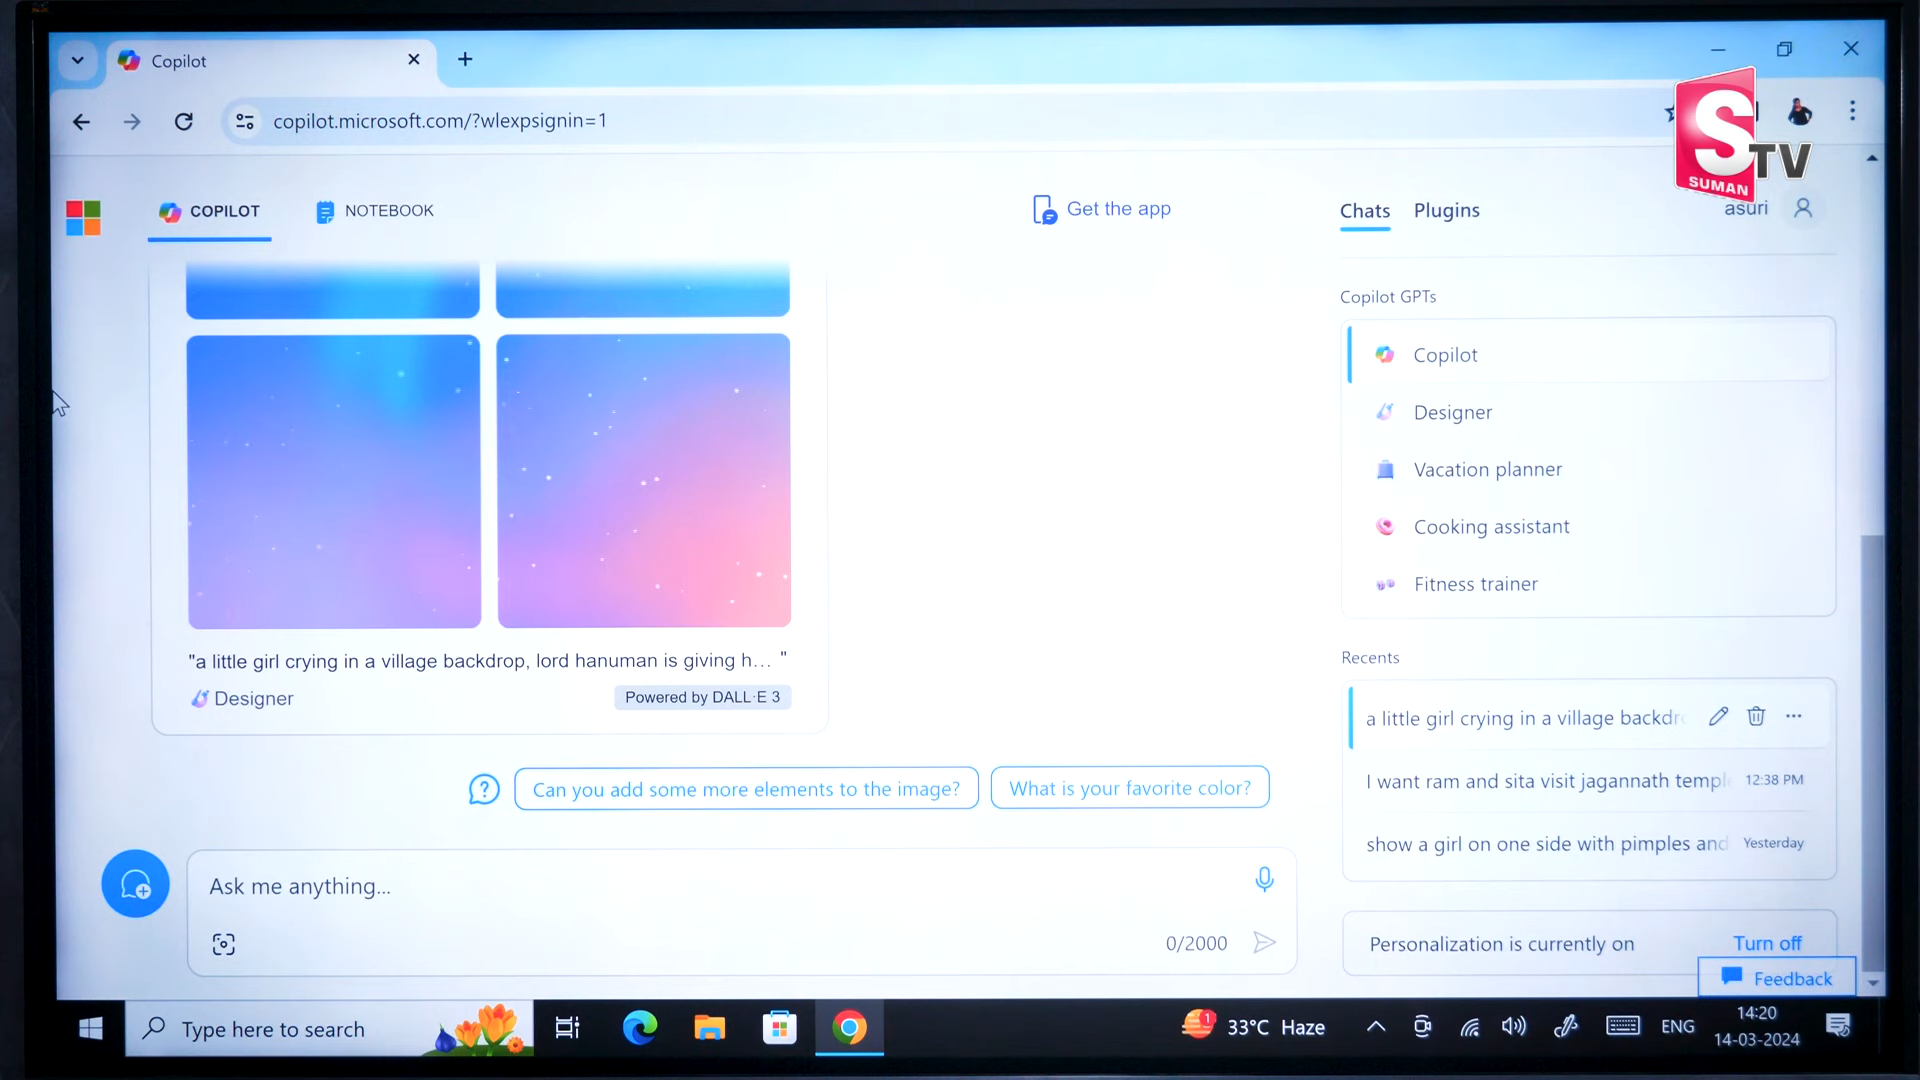 Copilot
copilot.microsoft.com/?wlexpsignin=1
S
TV
SUMAN
COPILOT
NOTEBOOK
Get the app
Chats
Plugins
asuri
Copilot GPTs
Copilot
Designer
Vacation planner
Cooking assistant
Fitness trainer
"a little girl crying in a village backdrop, lord hanuman is giving h... "
Designer
Powered by DALL·E 3
Recents
a little girl crying in a village backdr
I want ram and sita visit jagannath templ
12:38 PM
show a girl on one side with pimples and
Yesterday
Can you add some more elements to the image?
What is your favorite color?
Ask me anything...
0/2000
Personalization is currently on
Turn off
Feedback
Type here to search
1
33°C Haze
ENG
14:20
14-03-2024